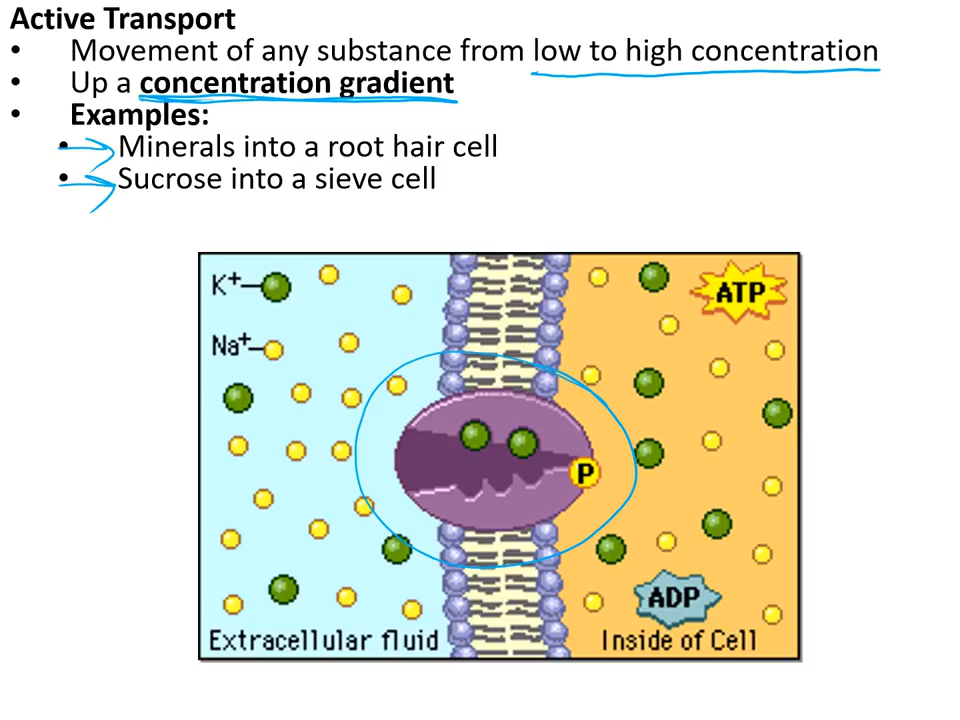 Active Transport
• Movement of any substance from low to high concentration
• Up a concentration gradient
• Examples:
• Minerals into a root hair cell
• Sucrose into a sieve cell
K+
ATP
Na+
P
ADP
Extracellular fluid
Inside of Cell